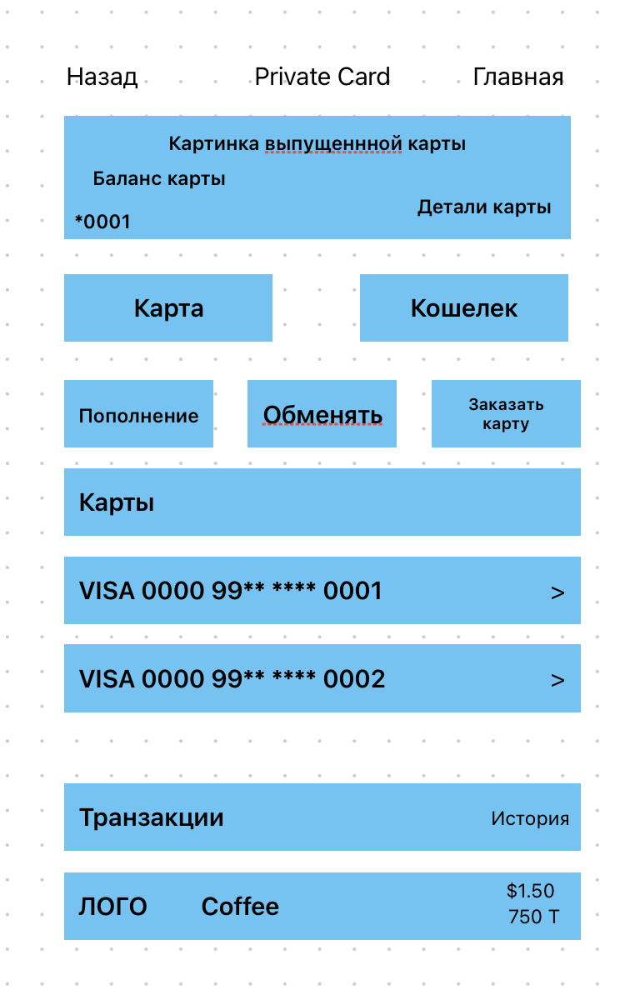 Назад Private Card Главная
Картинка выпущеннной карты
Баланс карты
Детали карты
*0001
Карта Кошелек
Пополнение Обменять Заказать
карту
Карты
VISA 0000 99** **** 0001 >
VISA 0000 99** **** 0002 >
Транзакции История
ЛОГО Coffee $1.50
750 T